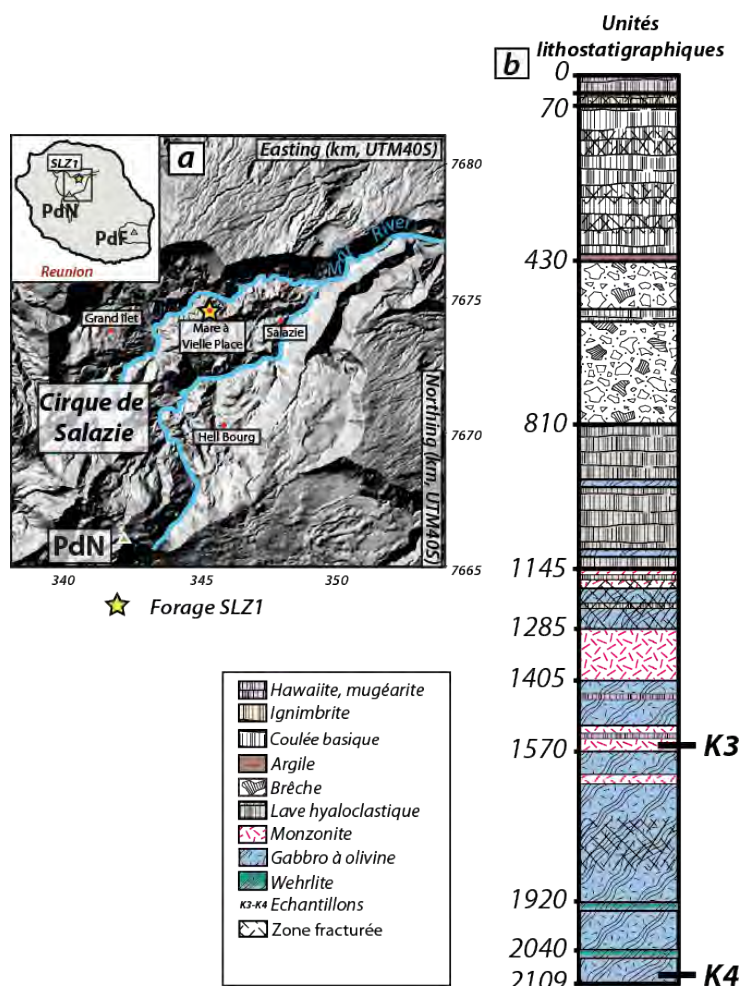 Unités
lithostatigraphiques
b
0
70
430
810
1145
1285
1405
1570
1920
2040
2109
K3
K4
a
Easting (km, UTM40S)
Northing (km, UTM40S)
7680
7675
7670
7665
340
345
350
SLZ1
PdN
PdF
Reunion
Mât River
Grand Ilet
Mare à
Vielle Place
Salazie
Cirque de
Salazie
Hell Bourg
PdN
Forage SLZ1
Hawaiite, mugéarite
Ignimbrite
Coulée basique
Argile
Brêche
Lave hyaloclastique
Monzonite
Gabbro à olivine
Wehrlite
K3-K4 Echantillons
Zone fracturée